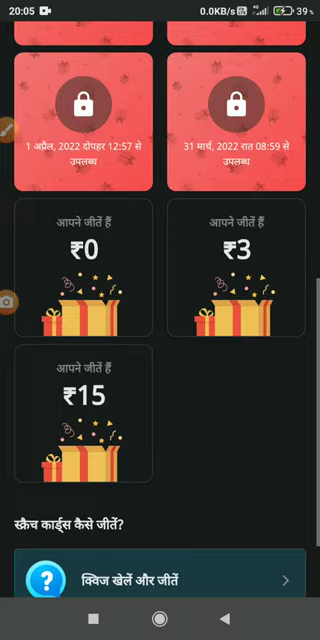 20:05 0.0KB/s 4G 39%
1 अप्रैल, 2022 दोपहर 12:57 से
उपलब्ध
31 मार्च, 2022 रात 08:59 से
उपलब्ध
आपने जीतें हैं
₹0
आपने जीतें हैं
₹3
आपने जीतें हैं
₹15
स्क्रैच कार्ड्स कैसे जीतें?
?
क्विज खेलें और जीतें